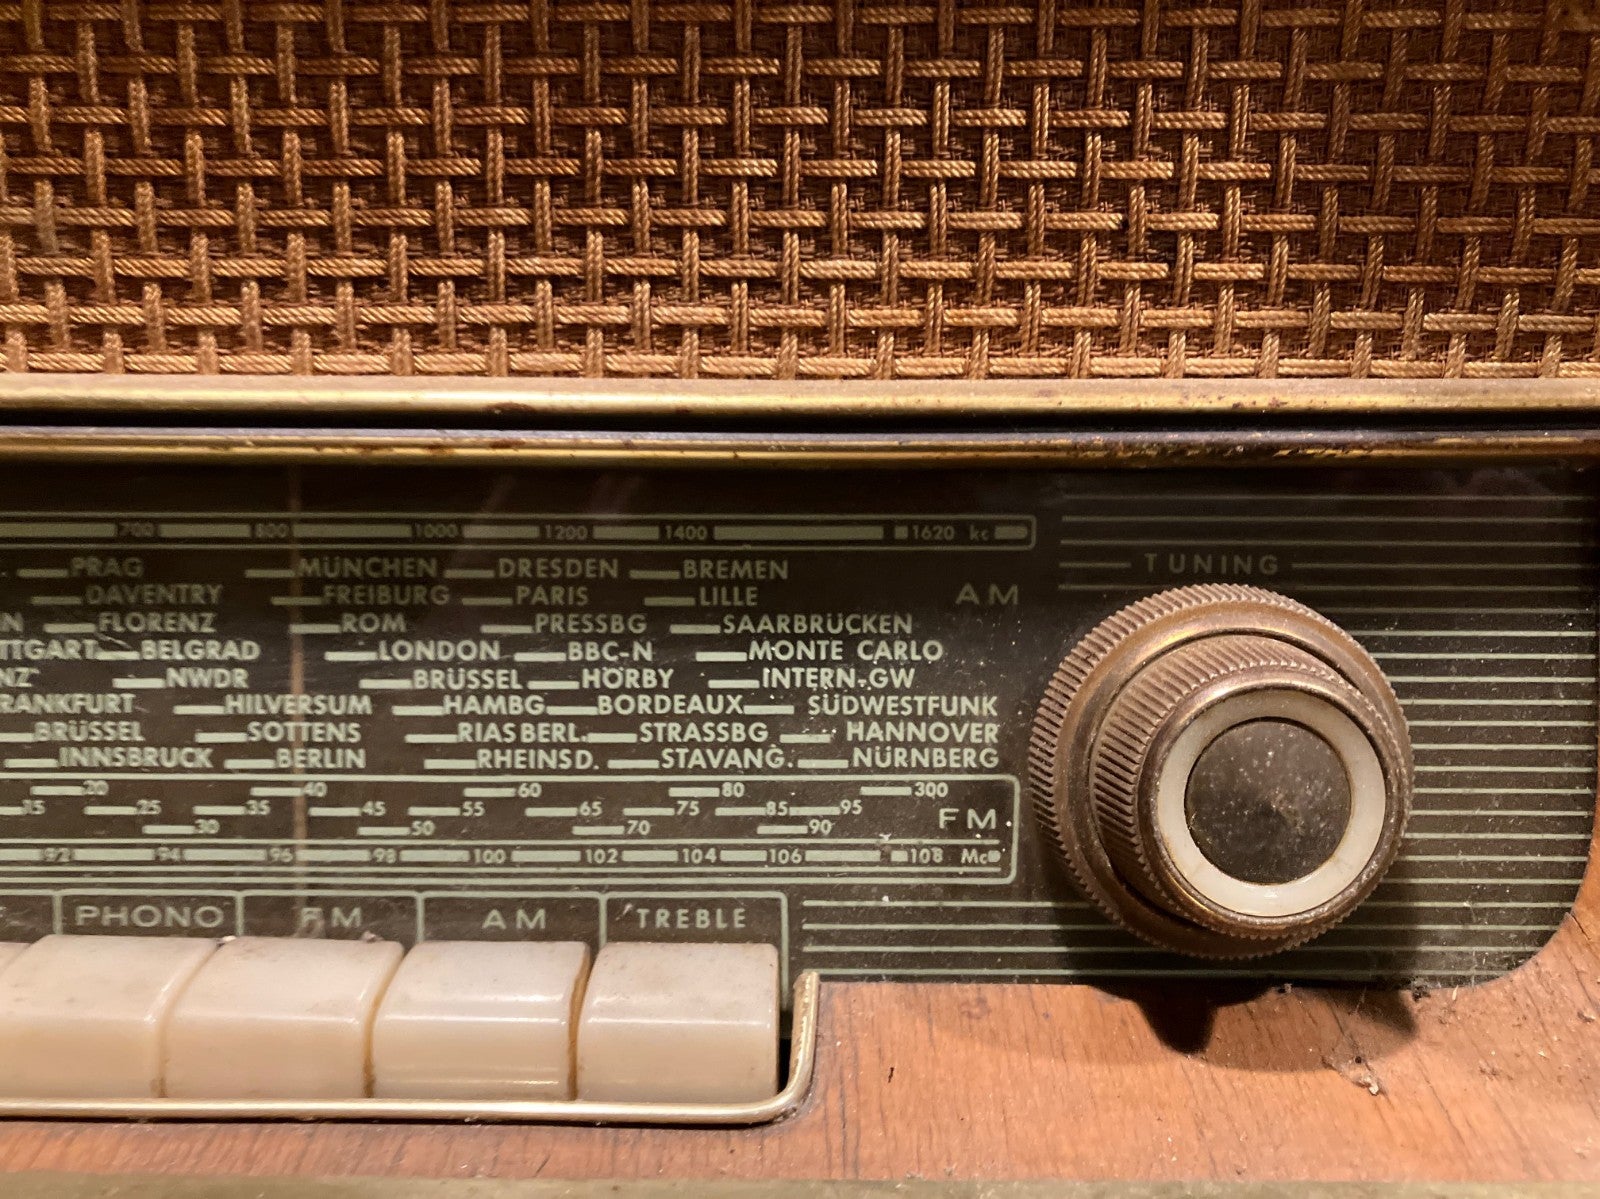 700 800 1000 1200 1400 1620 kc
TUNING
PRAG MÜNCHEN DRESDEN BREMEN
DAVENTRY FREIBURG PARIS LILLE AM
N FLORENZ ROM PRESSBG SAARBRÜCKEN
TTGART BELGRAD LONDON BBC-N MONTE CARLO
NZ NWDR BRÜSSEL HÖRBY INTERN.GW
RANKFURT HILVERSUM HAMBG BORDEAUX SÜDWESTFUNK
BRÜSSEL SOTTENS RIAS BERL. STRASSBG HANNOVER
INNSBRUCK BERLIN RHEINSD. STAVANG. NÜRNBERG
20 40 60 80 300
15 25 35 45 55 65 75 85 95
30 50 70 90 FM
92 94 96 98 100 102 104 106 108 Mc
PHONO FM AM TREBLE